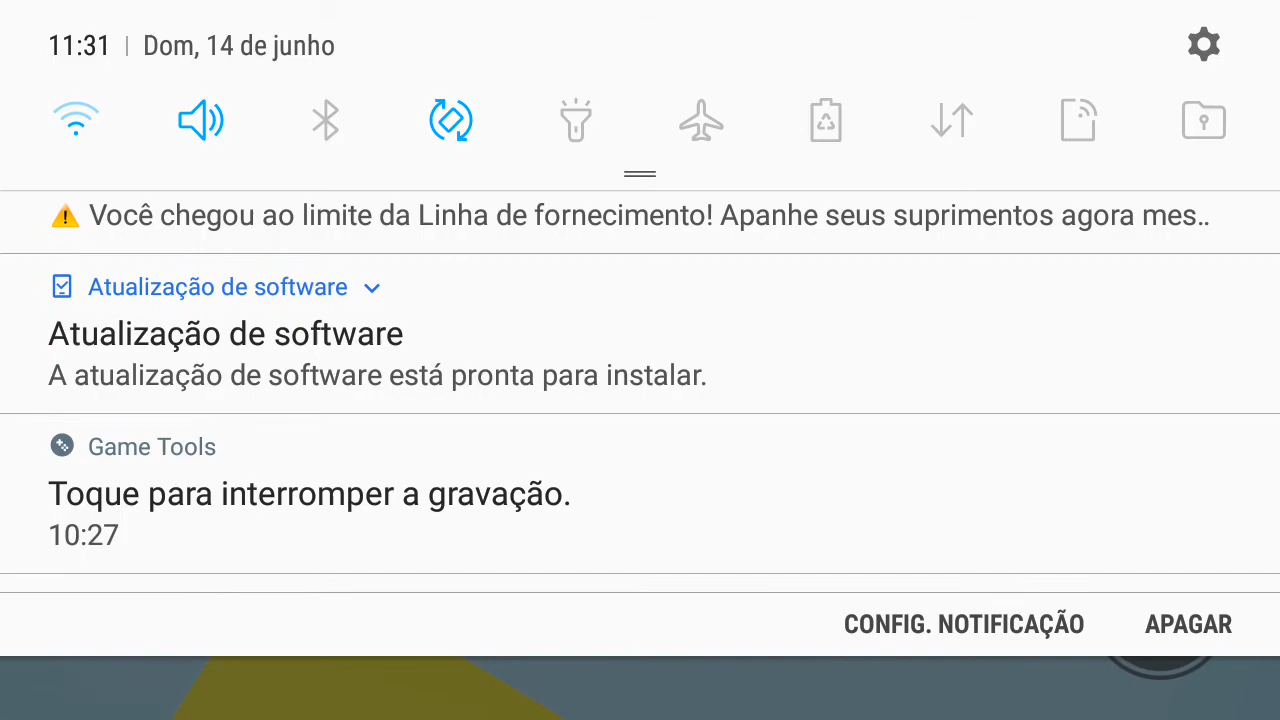 11:31 | Dom, 14 de junho
Você chegou ao limite da Linha de fornecimento! Apanhe seus suprimentos agora mes..
Atualização de software
Atualização de software
A atualização de software está pronta para instalar.
Game Tools
Toque para interromper a gravação.
10:27
CONFIG. NOTIFICAÇÃO APAGAR